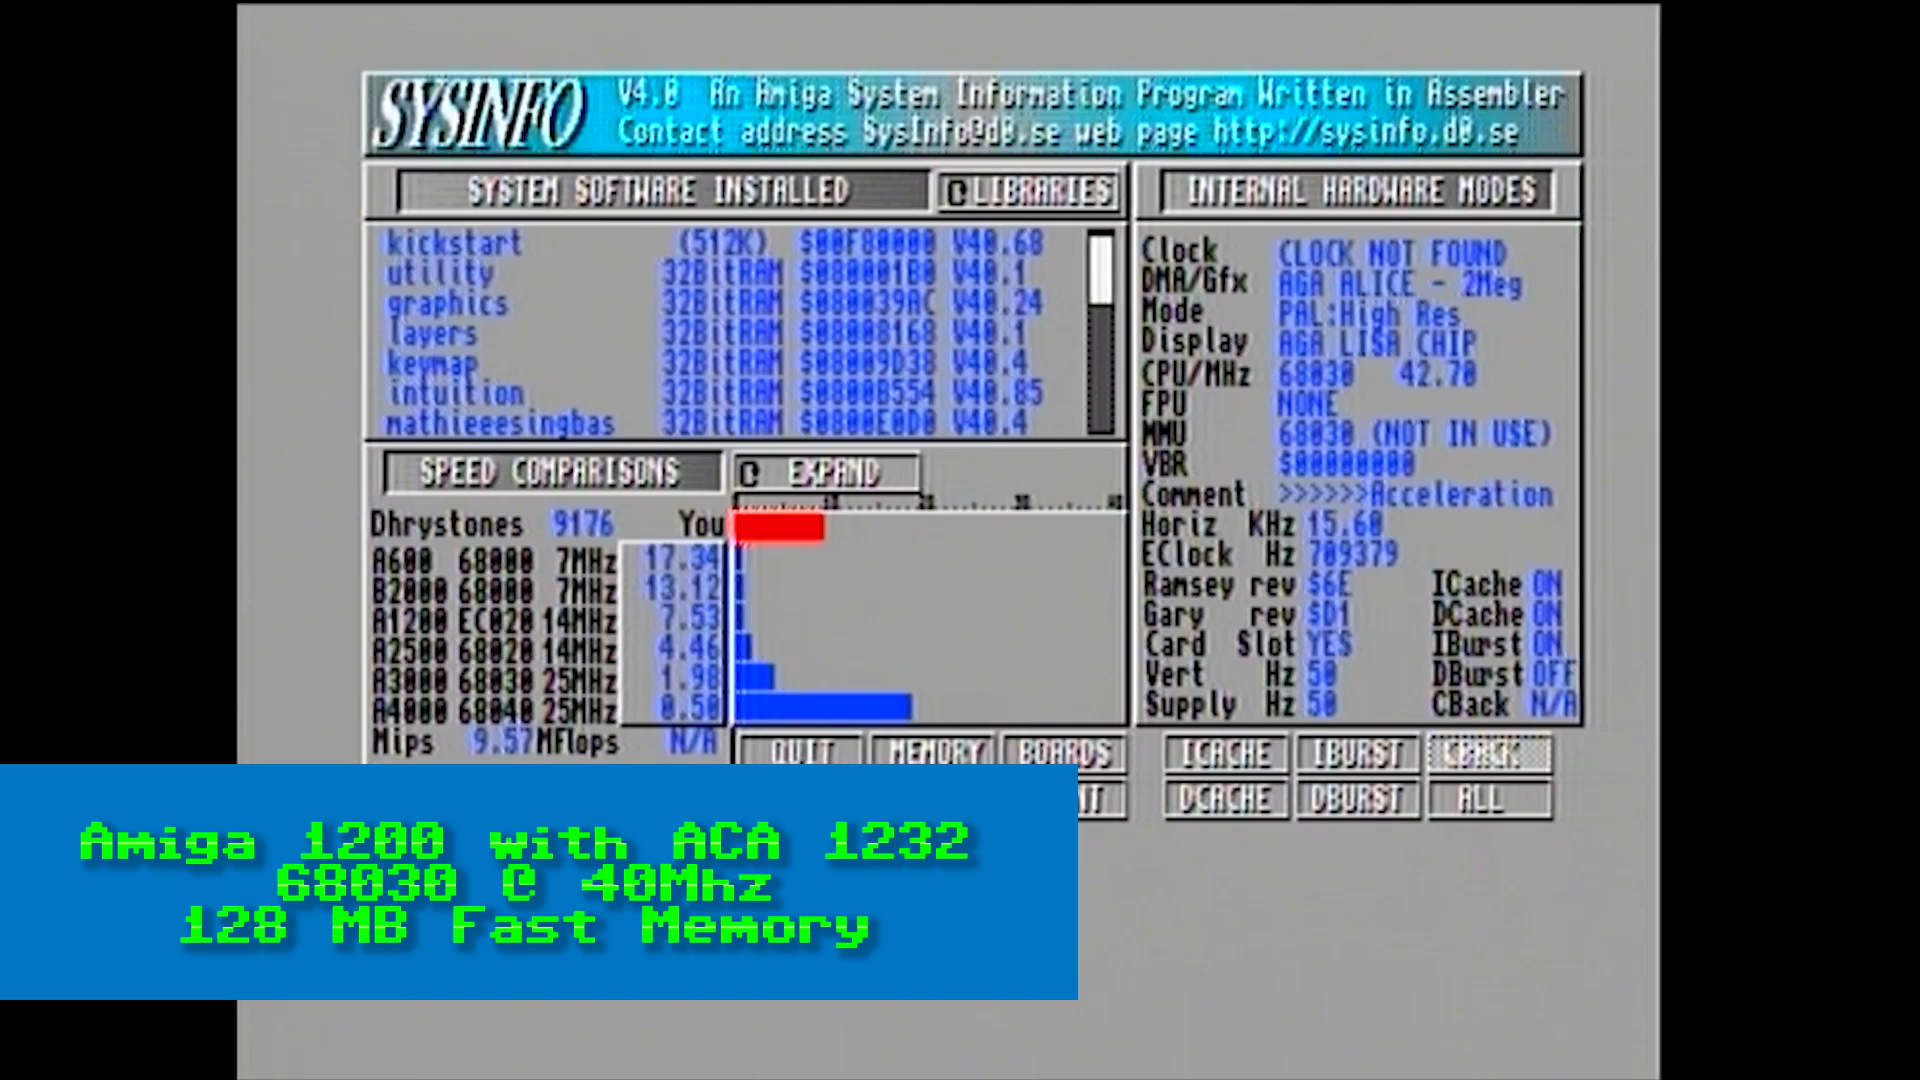 SYSINFO
V4.0 An Amiga System Information Program Written in Assembler
Contact address SysInfo@d0.se web page http://sysinfo.d0.se
SYSTEM SOFTWARE INSTALLED
LIBRARIES
kickstart (512K) $00F80000 V40.68
utility 32BitRAM $080001B0 V40.1
graphics 32BitRAM $080039AC V40.24
layers 32BitRAM $08008168 V40.1
keymap 32BitRAM $08009D38 V40.4
intuition 32BitRAM $0800B554 V40.85
mathieeesingbas 32BitRAM $0800E0D0 V40.4
INTERNAL HARDWARE MODES
Clock CLOCK NOT FOUND
DMA/Gfx AGA ALICE - 2Meg
Mode PAL:High Res
Display AGA LISA CHIP
CPU/MHz 68030 42.70
FPU NONE
MMU 68030 (NOT IN USE)
VBR $00000000
Comment >>>>>>Acceleration
Horiz KHz 15.60
EClock Hz 709379
Ramsey rev $6E ICache ON
Gary rev $D1 DCache ON
Card Slot YES IBurst ON
Vert Hz 50 DBurst OFF
Supply Hz 50 CBack N/A
SPEED COMPARISONS
EXPAND
Dhrystones 9176 You
A600 68000 7MHz 17.34
B2000 68000 7MHz 13.12
A1200 EC020 14MHz 7.53
A2500 68020 14MHz 4.46
A3000 68030 25MHz 1.98
A4000 68040 25MHz 0.50
Mips 9.57 MFlops N/A
QUIT MEMORY BOARDS
ICACHE IBURST CBACK
DCACHE DBURST ALL
Amiga 1200 with ACA 1232
68030 @ 40Mhz
128 MB Fast Memory